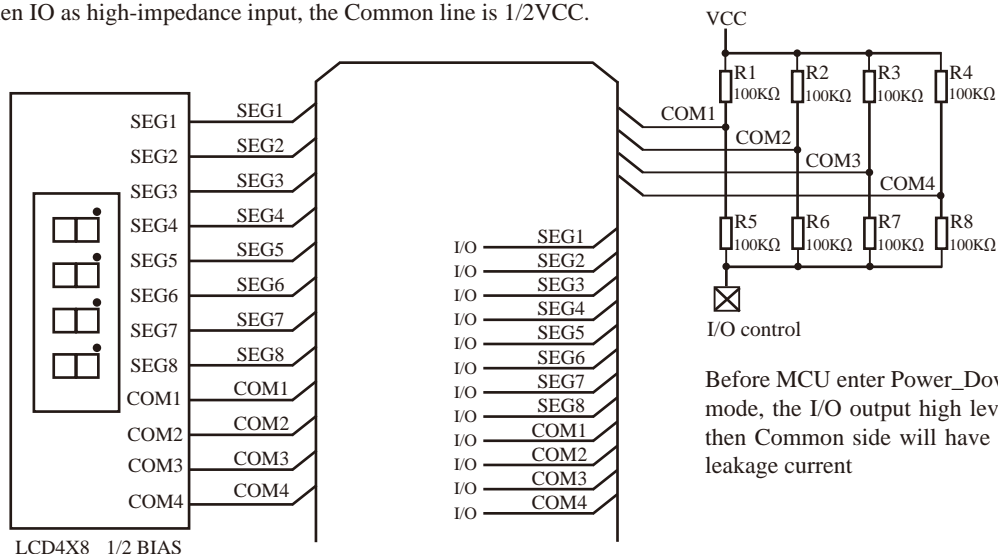 en IO as high-impedance input, the Common line is 1/2VCC.
VCC
R1
100KΩ
R2
100KΩ
R3
100KΩ
R4
100KΩ
COM1
COM2
COM3
COM4
R5
100KΩ
R6
100KΩ
R7
100KΩ
R8
100KΩ
I/O control
SEG1
SEG2
SEG3
SEG4
SEG5
SEG6
SEG7
SEG8
COM1
COM2
COM3
COM4
SEG1
SEG2
SEG3
SEG4
SEG5
SEG6
SEG7
SEG8
COM1
COM2
COM3
COM4
I/O SEG1
I/O SEG2
I/O SEG3
I/O SEG4
I/O SEG5
I/O SEG6
I/O SEG7
I/O SEG8
I/O COM1
I/O COM2
I/O COM3
I/O COM4
Before MCU enter Power_Dow
mode, the I/O output high lev
then Common side will have
leakage current
LCD4X8 1/2 BIAS